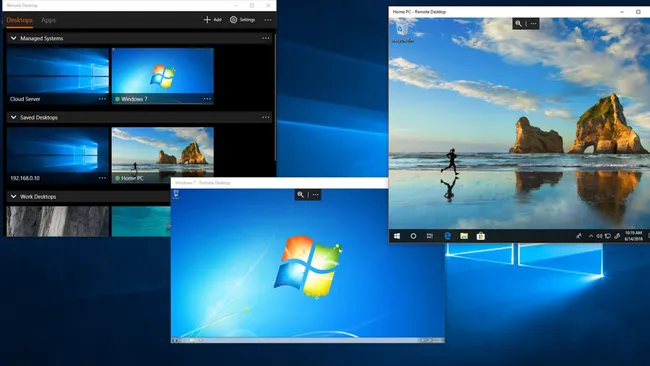 Remote Desktop
Desktops Apps
Add Settings
Managed Systems
Cloud Server
Windows 7
Saved Desktops
192.168.0.10
Home PC
Work Desktops
Home PC - Remote Desktop
Recycle Bin
10:19 AM
6/14/2018
Windows 7 - Remote Desktop